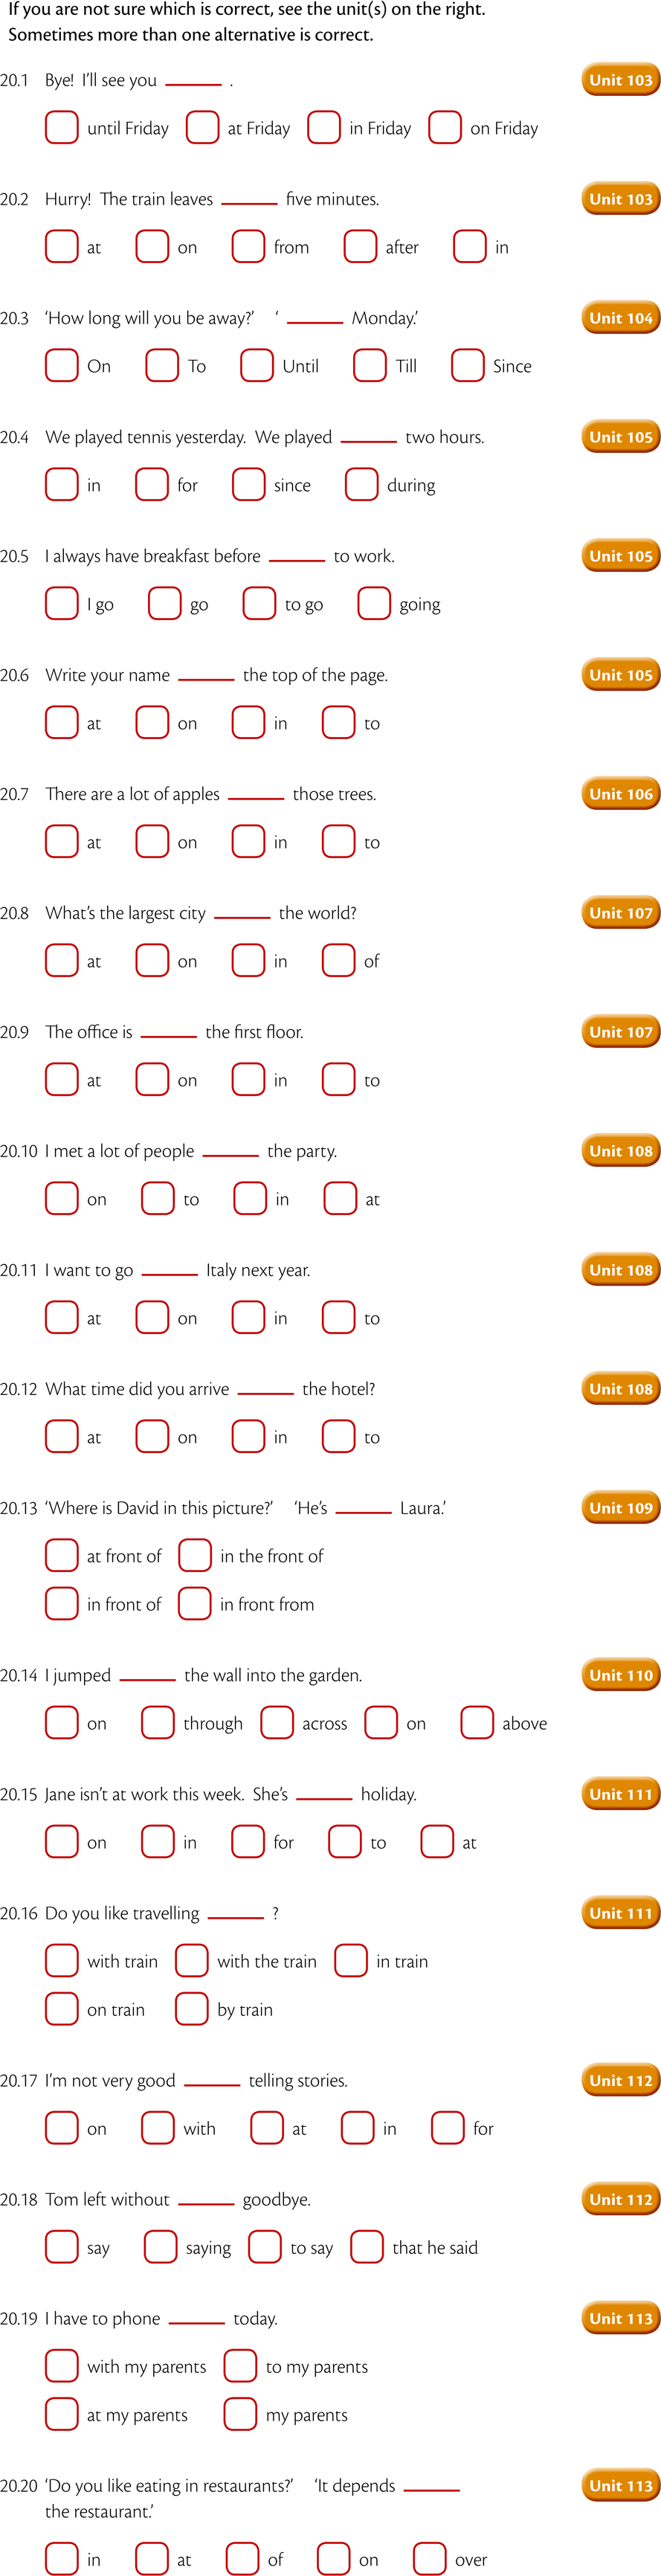 If you are not sure which is correct, see the unit(s) on the right.
Sometimes more than one alternative is correct.
20.1 Bye! I’ll see you ______ . Unit 103
until Friday at Friday in Friday on Friday
20.2 Hurry! The train leaves ______ five minutes. Unit 103
at on from after in
20.3 ‘How long will you be away?’ ‘ ______ Monday.’ Unit 104
On To Until Till Since
20.4 We played tennis yesterday. We played ______ two hours. Unit 105
in for since during
20.5 I always have breakfast before ______ to work. Unit 105
I go go to go going
20.6 Write your name ______ the top of the page. Unit 105
at on in to
20.7 There are a lot of apples ______ those trees. Unit 106
at on in to
20.8 What’s the largest city ______ the world? Unit 107
at on in of
20.9 The office is ______ the first floor. Unit 107
at on in to
20.10 I met a lot of people ______ the party. Unit 108
on to in at
20.11 I want to go ______ Italy next year. Unit 108
at on in to
20.12 What time did you arrive ______ the hotel? Unit 108
at on in to
20.13 ‘Where is David in this picture?’ ‘He’s ______ Laura.’ Unit 109
at front of in the front of
in front of in front from
20.14 I jumped ______ the wall into the garden. Unit 110
on through across on above
20.15 Jane isn’t at work this week. She’s ______ holiday. Unit 111
on in for to at
20.16 Do you like travelling ______ ? Unit 111
with train with the train in train
on train by train
20.17 I’m not very good ______ telling stories. Unit 112
on with at in for
20.18 Tom left without ______ goodbye. Unit 112
say saying to say that he said
20.19 I have to phone ______ today. Unit 113
with my parents to my parents
at my parents my parents
20.20 ‘Do you like eating in restaurants?’ ‘It depends ______ Unit 113
the restaurant.’
in at of on over